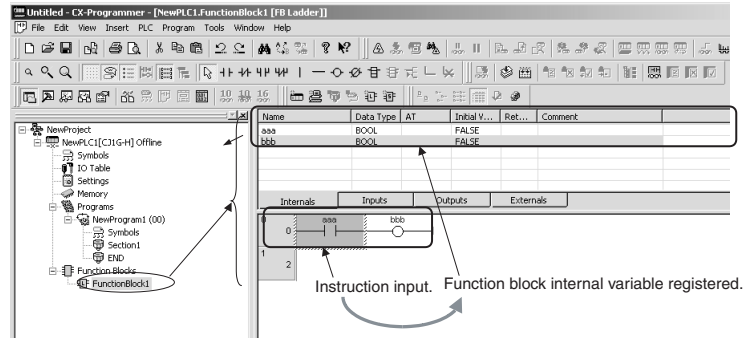 Untitled - CX-Programmer - [NewPLC1.FunctionBlock1 [FB Ladder]]
File Edit View Insert PLC Program Tools Window Help
10 10 16
Name Data Type AT Initial V... Ret... Comment
aaa BOOL FALSE
bbb BOOL FALSE
Internals Inputs Outputs Externals
NewProject
NewPLC1[CJ1G-H] Offline
Symbols
IO Table
Settings
Memory
Programs
NewProgram1 (00)
Symbols
Section1
END
Function Blocks
FunctionBlock1
0 0 aaa bbb
1 2
Instruction input. Function block internal variable registered.